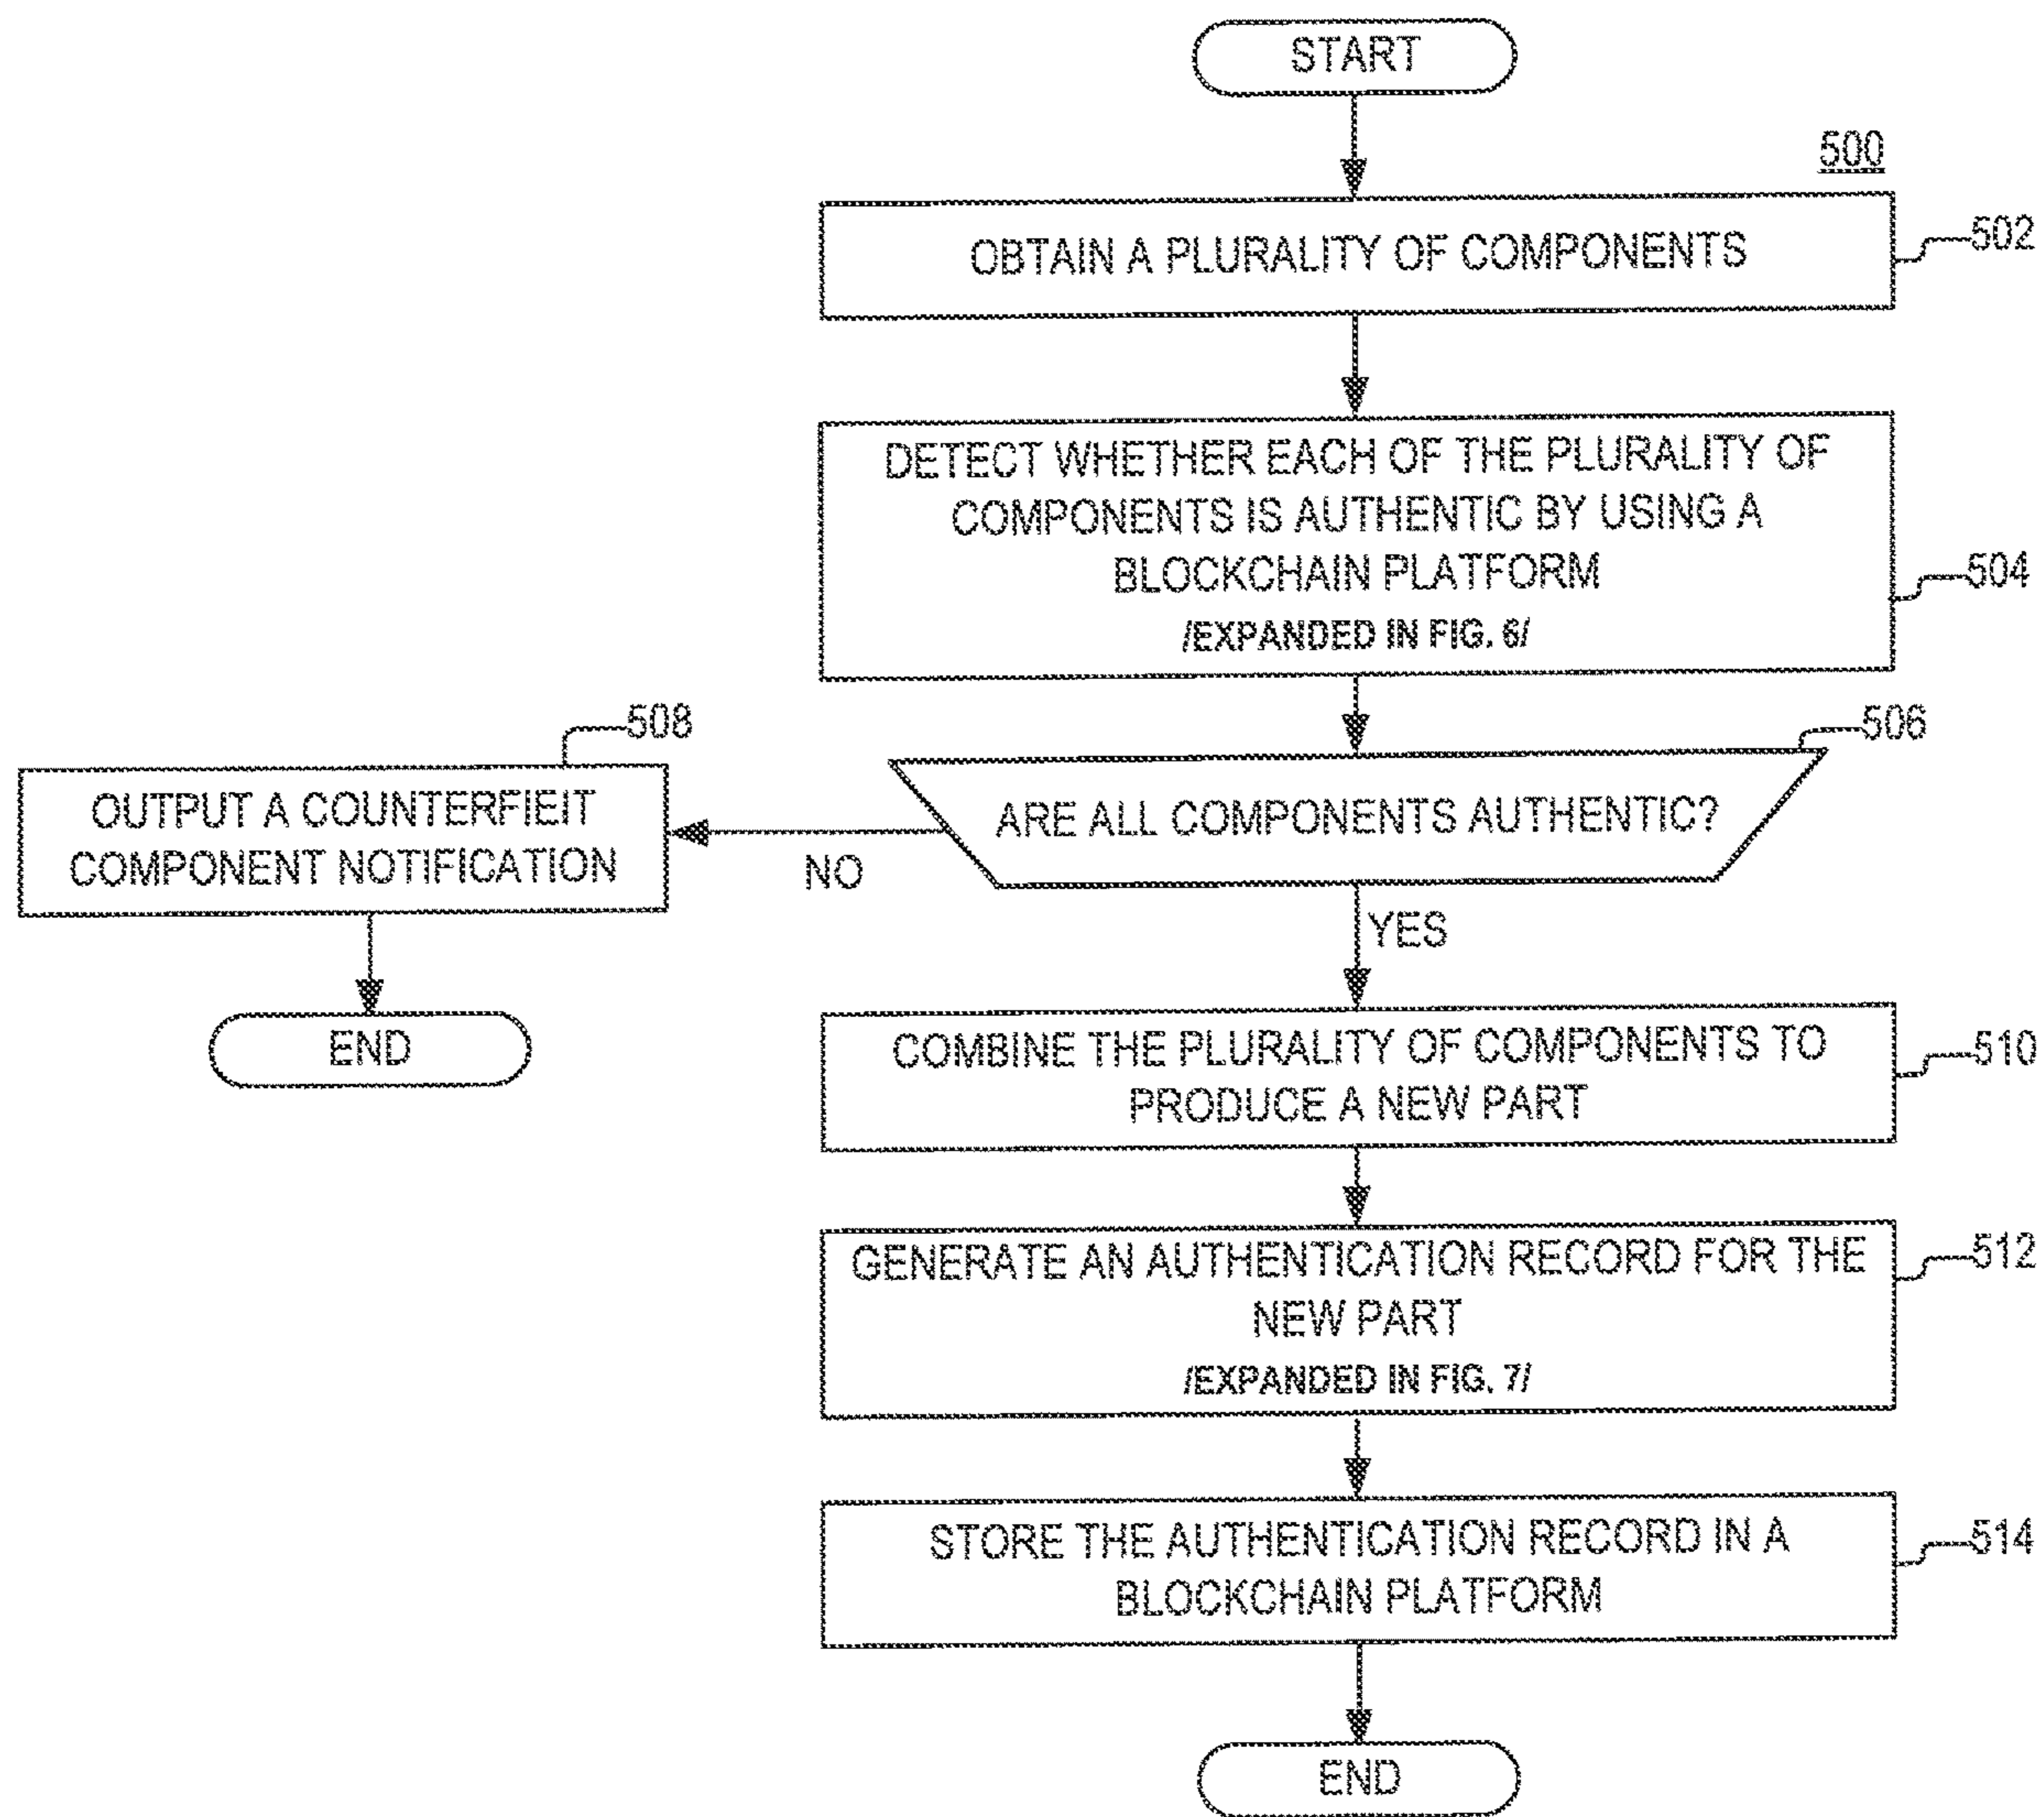 START
500
OBTAIN A PLURALITY OF COMPONENTS
502
DETECT WHETHER EACH OF THE PLURALITY OF
COMPONENTS IS AUTHENTIC BY USING A
BLOCKCHAIN PLATFORM
/EXPANDED IN FIG. 6/
504
506
ARE ALL COMPONENTS AUTHENTIC?
NO
508
OUTPUT A COUNTERFIEIT
COMPONENT NOTIFICATION
END
YES
COMBINE THE PLURALITY OF COMPONENTS TO
PRODUCE A NEW PART
510
GENERATE AN AUTHENTICATION RECORD FOR THE
NEW PART
/EXPANDED IN FIG. 7/
512
STORE THE AUTHENTICATION RECORD IN A
BLOCKCHAIN PLATFORM
514
END